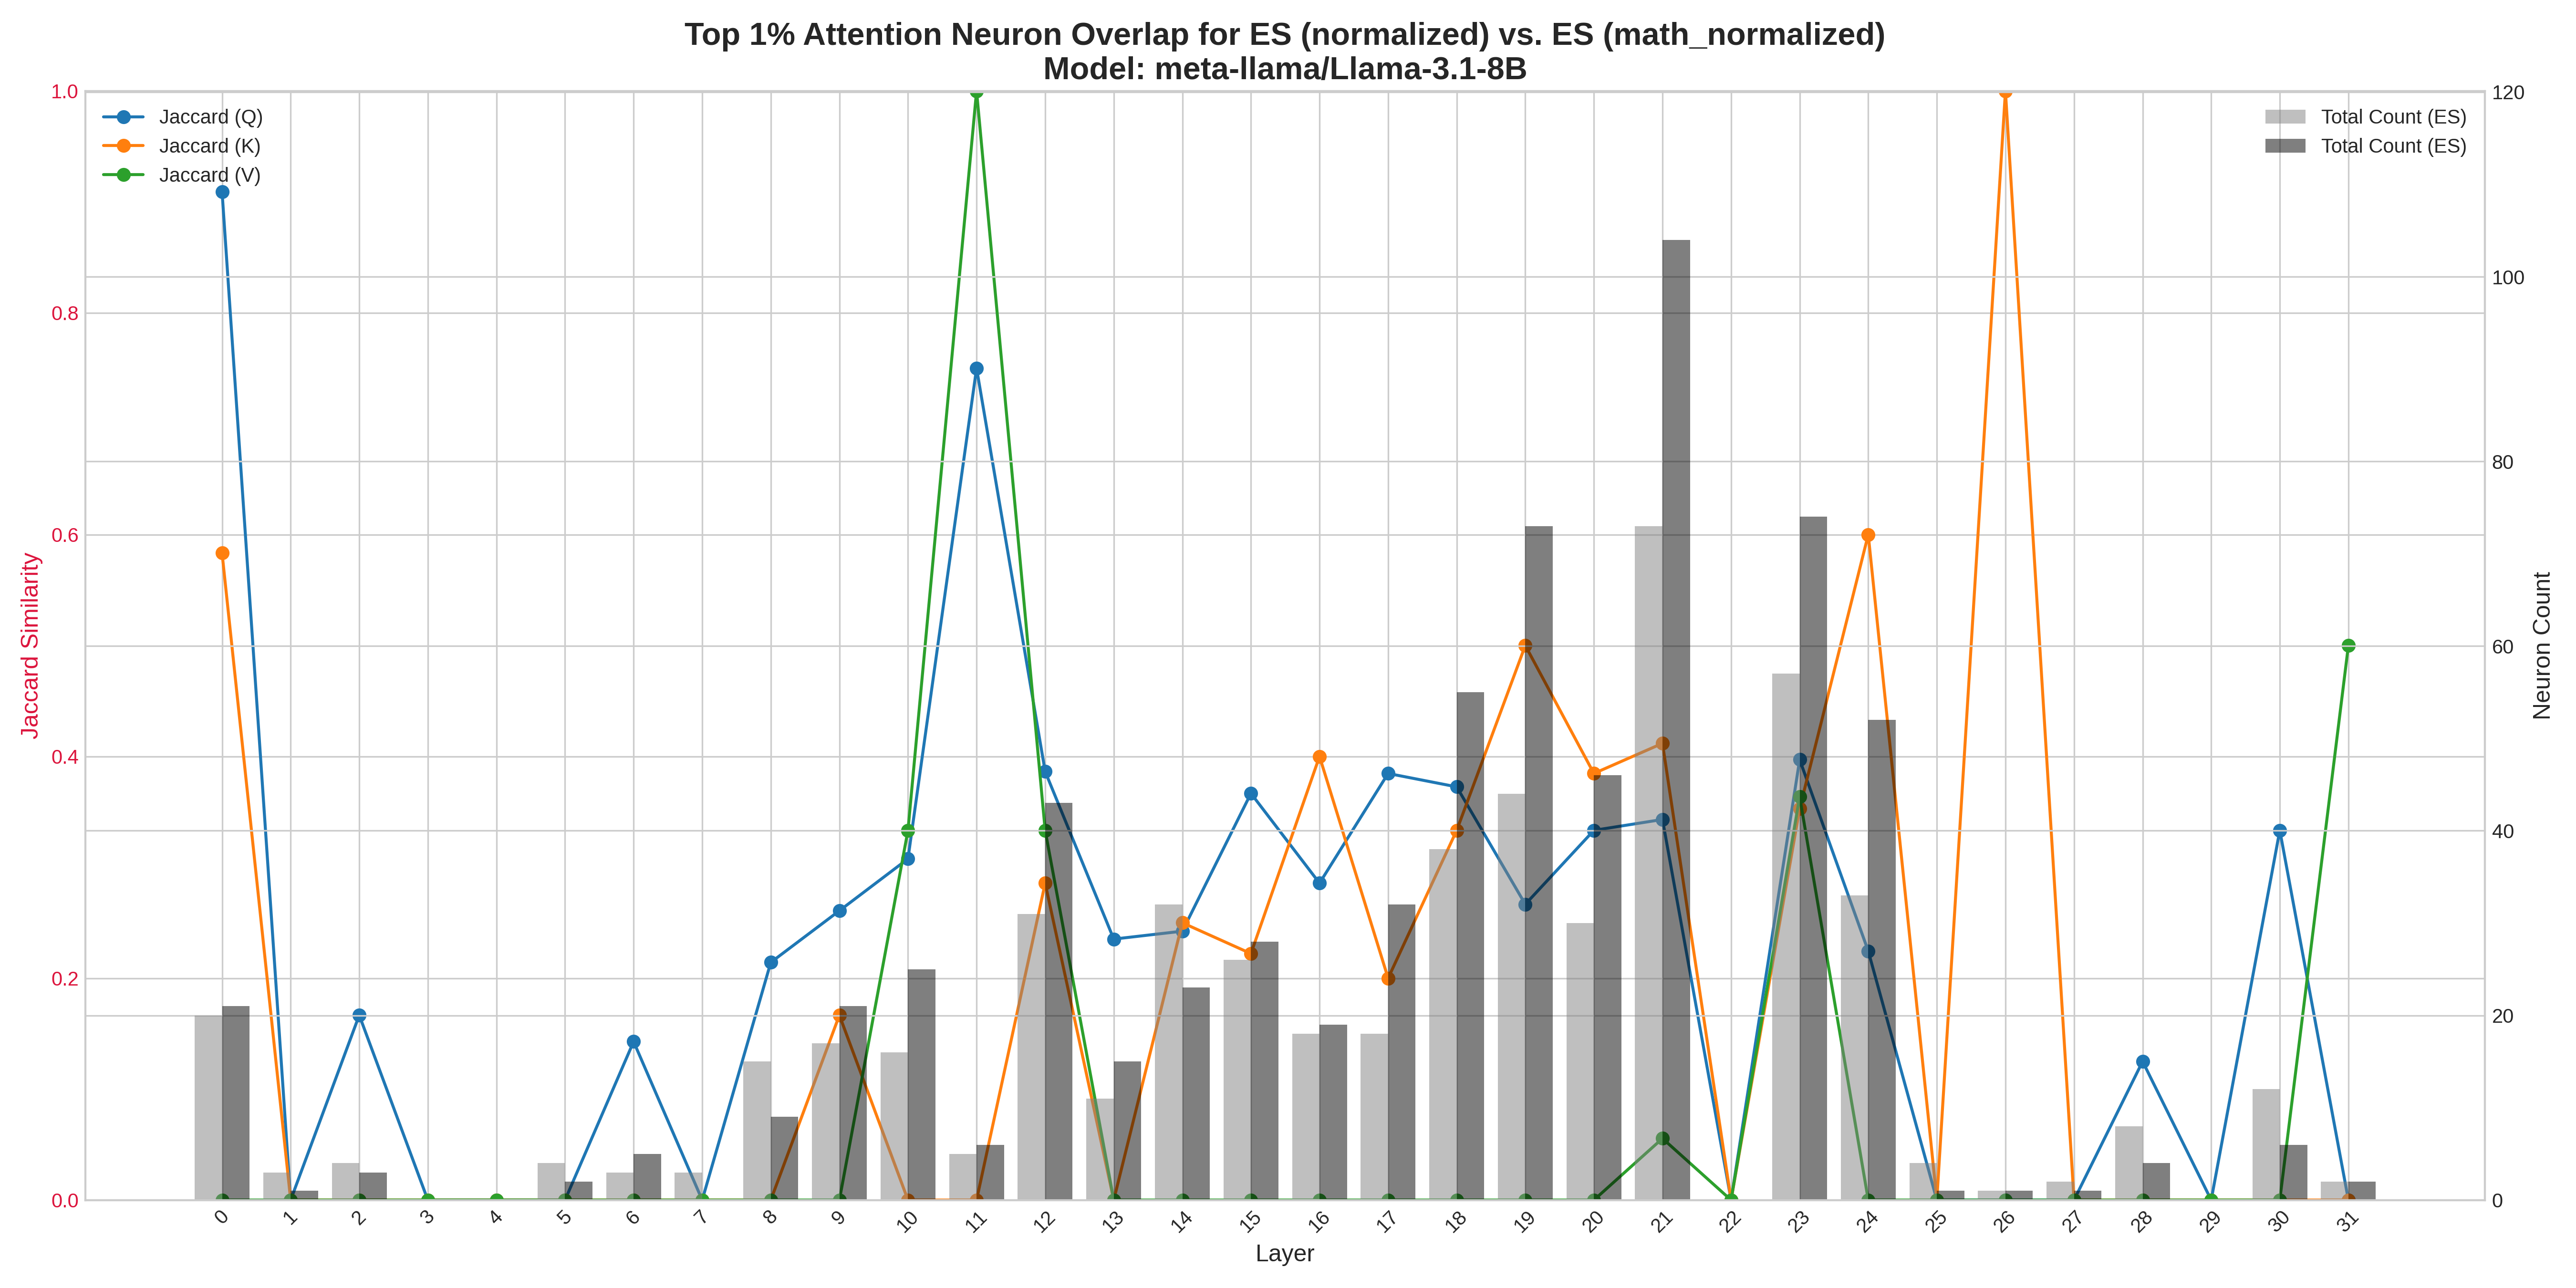 Top 1% Attention Neuron Overlap for ES (normalized) vs. ES (math_normalized)
Model: meta-llama/Llama-3.1-8B
Jaccard (Q)
Jaccard (K)
Jaccard (V)
Total Count (ES)
Total Count (ES)
Jaccard Similarity
1.0
0.8
0.6
0.4
0.2
0.0
120
100
80
60
40
20
0
Neuron Count
0 1 2 3 4 5 6 7 8 9 10 11 12 13 14 15 16 17 18 19 20 21 22 23 24 25 26 27 28 29 30 31
Layer